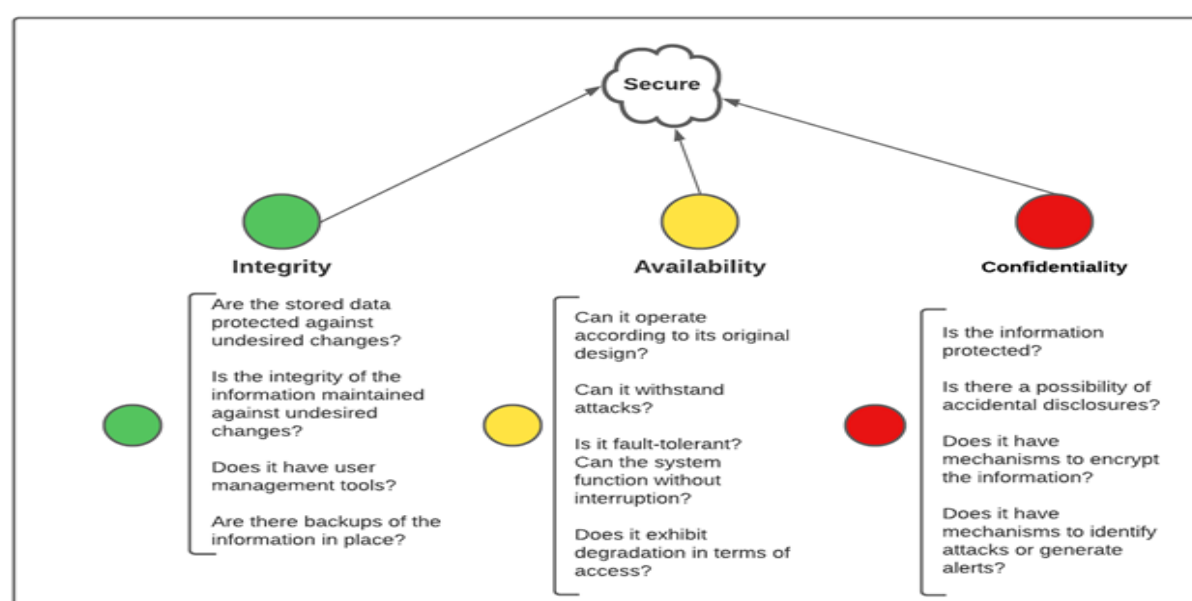 Secure
Integrity
Are the stored data
protected against
undesired changes?
Is the integrity of the
information maintained
against undesired
changes?
Does it have user
management tools?
Are there backups of the
information in place?
Availability
Can it operate
according to its original
design?
Can it withstand
attacks?
Is it fault-tolerant?
Can the system
function without
interruption?
Does it exhibit
degradation in terms of
access?
Confidentiality
Is the information
protected?
Is there a possibility of
accidental disclosures?
Does it have
mechanisms to encrypt
the information?
Does it have
mechanisms to identify
attacks or generate
alerts?